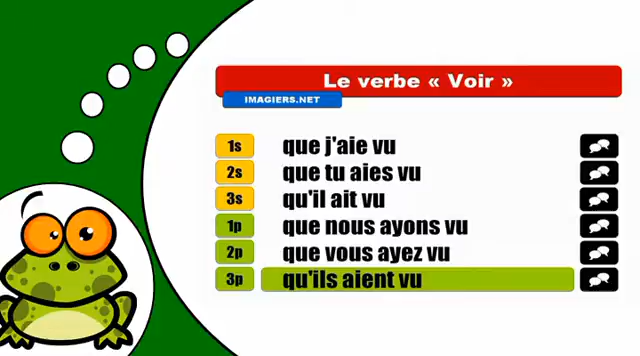 Le verbe « Voir »
IMAGIERS.NET
1s que j'aie vu
2s que tu aies vu
3s qu'il ait vu
1p que nous ayons vu
2p que vous ayez vu
3p qu'ils aient vu